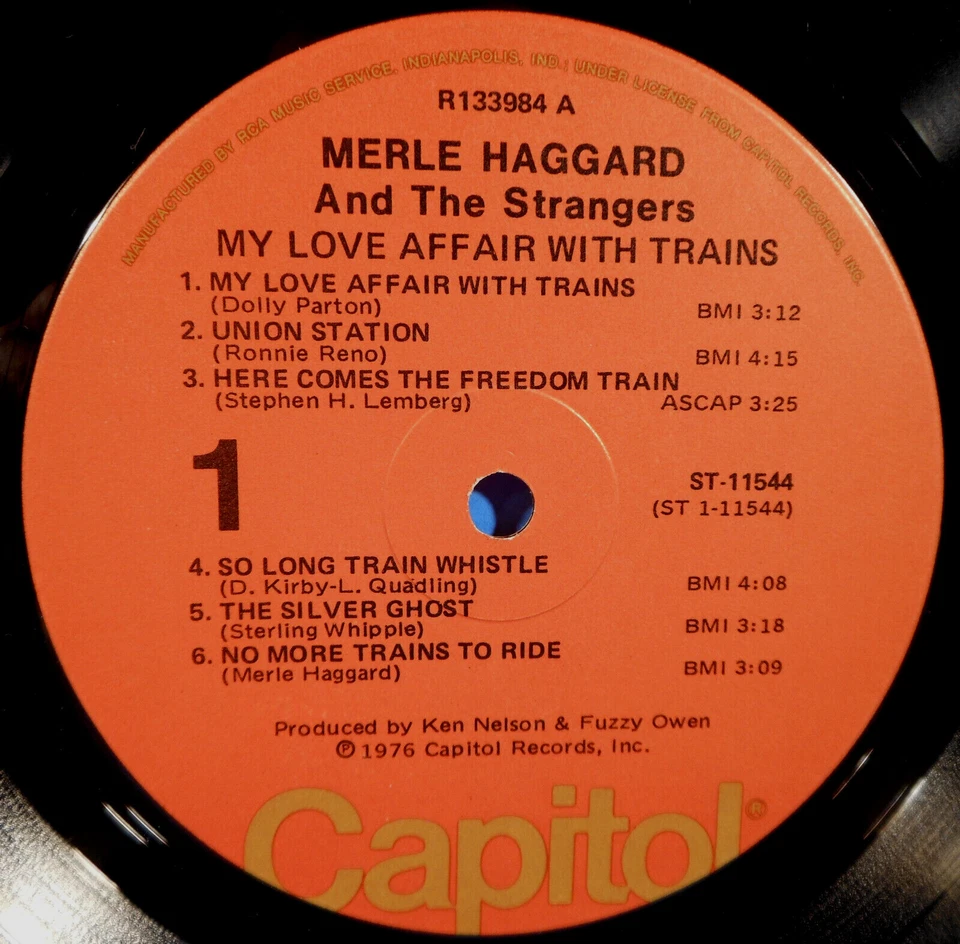 MANUFACTURED BY RCA MUSIC SERVICE, INDIANAPOLIS, IND.; UNDER LICENSE FROM CAPITOL RECORDS, INC.
R133984 A
MERLE HAGGARD
And The Strangers
MY LOVE AFFAIR WITH TRAINS
1. MY LOVE AFFAIR WITH TRAINS
(Dolly Parton) BMI 3:12
2. UNION STATION
(Ronnie Reno) BMI 4:15
3. HERE COMES THE FREEDOM TRAIN
(Stephen H. Lemberg) ASCAP 3:25
1
ST-11544
(ST 1-11544)
4. SO LONG TRAIN WHISTLE
(D. Kirby-L. Quadling) BMI 4:08
5. THE SILVER GHOST
(Sterling Whipple) BMI 3:18
6. NO MORE TRAINS TO RIDE
(Merle Haggard) BMI 3:09
Produced by Ken Nelson & Fuzzy Owen
℗ 1976 Capitol Records, Inc.
Capitol®